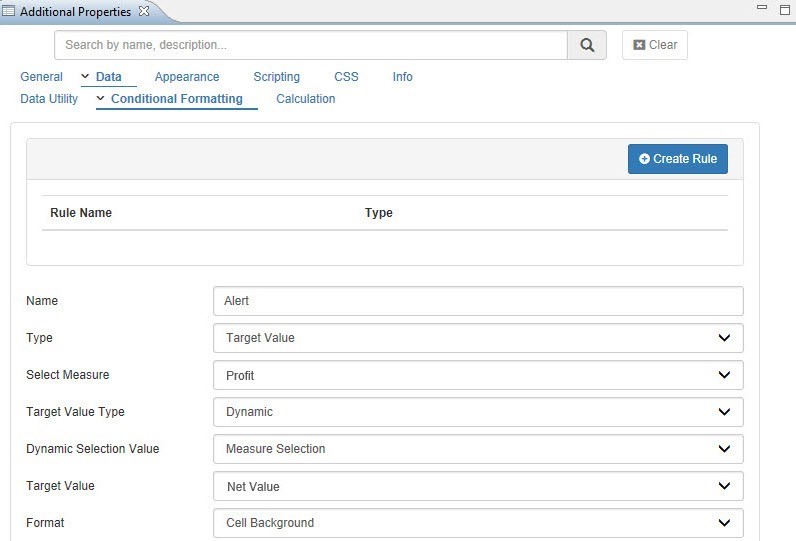 Additional Properties
Search by name, description...
Clear
General Data Appearance Scripting CSS Info
Data Utility Conditional Formatting Calculation
Create Rule
Rule Name Type
Name Alert
Type Target Value
Select Measure Profit
Target Value Type Dynamic
Dynamic Selection Value Measure Selection
Target Value Net Value
Format Cell Background